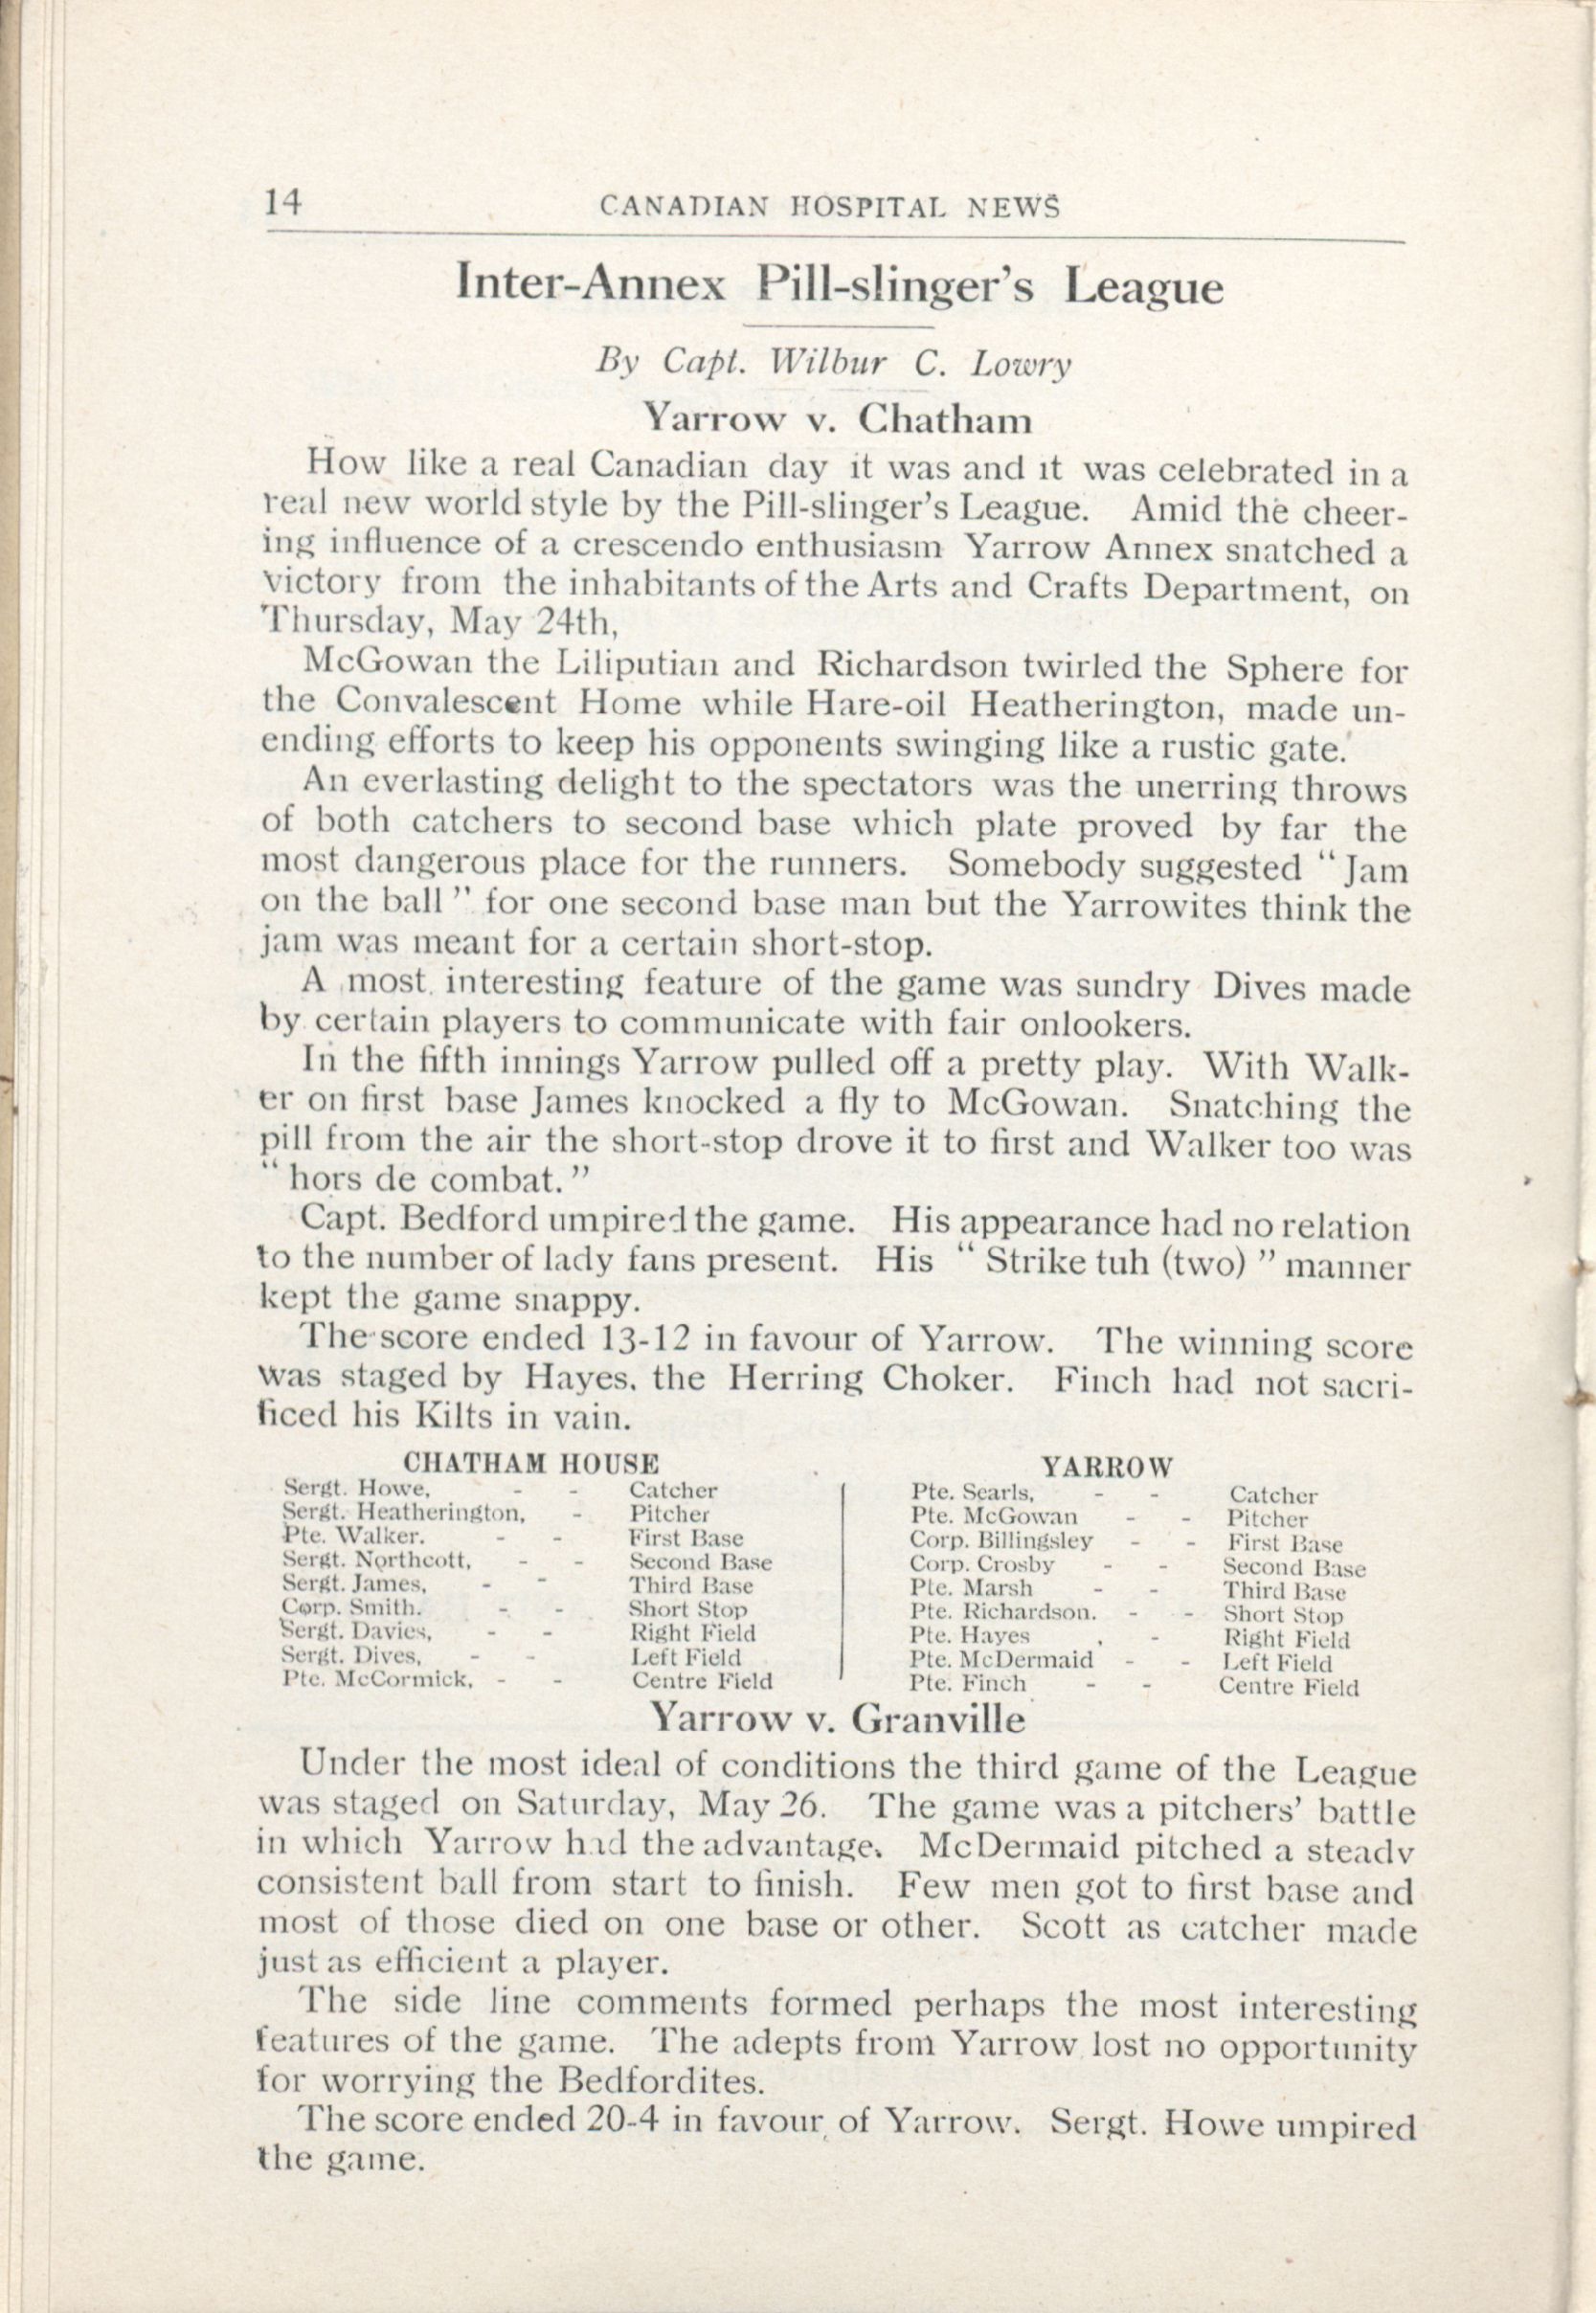 14
CANADIAN HOSPITAL NEWS
Inter-Annex Pill-slinger's League
By Capt. Wilbur C. Lowry
Yarrow v. Chatham
How like a real Canadian day it was and it was celebrated in a
real new world style by the Pill-slinger's League. Amid the cheer-
ing influence of a crescendo enthusiasm Yarrow Annex snatched a
victory from the inhabitants of the Arts and Crafts Department, on
Thursday, May 24th,
McGowan the Liliputian and Richardson twirled the Sphere for
the Convalescent Home while Hare-oil Heatherington, made un-
ending efforts to keep his opponents swinging like a rustic gate.
An everlasting delight to the spectators was the unerring throws
of both catchers to second base which plate proved by far the
most dangerous place for the runners. Somebody suggested "Jam
on the ball" for one second base man but the Yarrowites think the
jam was meant for a certain short-stop.
A most interesting feature of the game was sundry Dives made
by certain players to communicate with fair onlookers.
In the fifth innings Yarrow pulled off a pretty play. With Walk-
er on first base James knocked a fly to McGowan. Snatching the
pill from the air the short-stop drove it to first and Walker too was
"hors de combat."
Capt. Bedford umpired the game. His appearance had no relation
to the number of lady fans present. His "Strike tuh (two)" manner
kept the game snappy.
The score ended 13-12 in favour of Yarrow. The winning score
was staged by Hayes. the Herring Choker. Finch had not sacri-
ficed his Kilts in vain.
CHATHAM HOUSE
Sergt. Howe, - - Catcher
Sergt. Heatherington, - Pitcher
Pte. Walker. - - First Base
Sergt. Northcott, - - Second Base
Sergt. James, - - Third Base
Corp. Smith. - - Short Stop
Sergt. Davies, - - Right Field
Sergt. Dives, - - Left Field
Pte. McCormick, - - Centre Field
YARROW
Pte. Searls, - - Catcher
Pte. McGowan - - Pitcher
Corp. Billingsley - - First Base
Corp. Crosby - - Second Base
Pte. Marsh - - Third Base
Pte. Richardson. - - Short Stop
Pte. Hayes . - Right Field
Pte. McDermaid - - Left Field
Pte. Finch - - Centre Field
Yarrow v. Granville
Under the most ideal of conditions the third game of the League
was staged on Saturday, May 26. The game was a pitchers' battle
in which Yarrow had the advantage. McDermaid pitched a steady
consistent ball from start to finish. Few men got to first base and
most of those died on one base or other. Scott as catcher made
just as efficient a player.
The side line comments formed perhaps the most interesting
features of the game. The adepts from Yarrow lost no opportunity
for worrying the Bedfordites.
The score ended 20-4 in favour of Yarrow. Sergt. Howe umpired
the game.